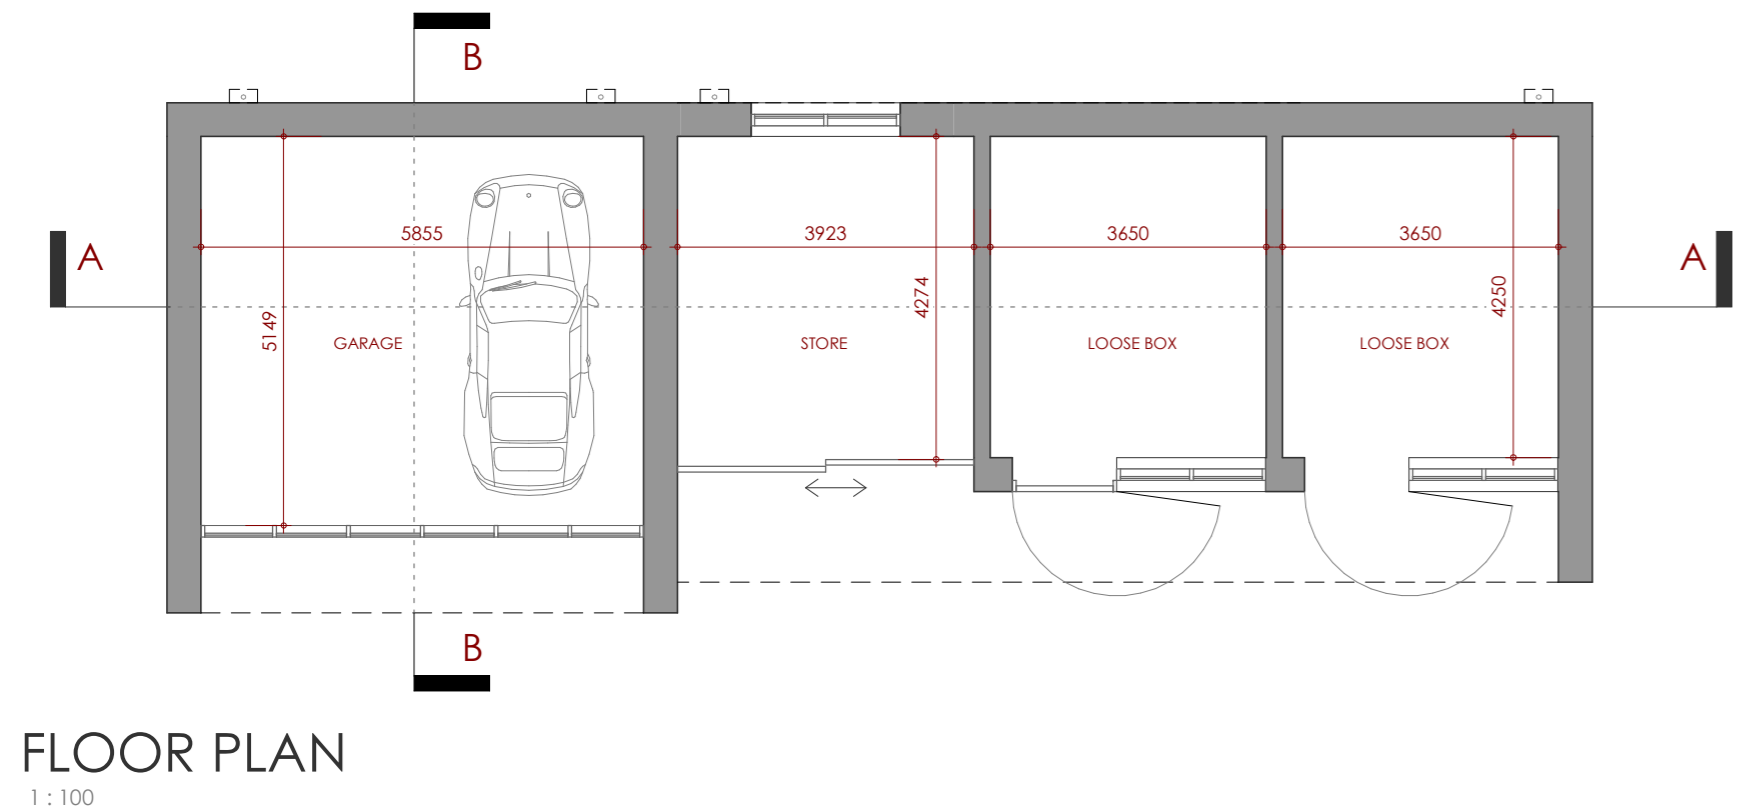 B
A
5855
3923
3650
3650
A
5149
4274
4250
GARAGE
STORE
LOOSE BOX
LOOSE BOX
B
FLOOR PLAN
1 : 100